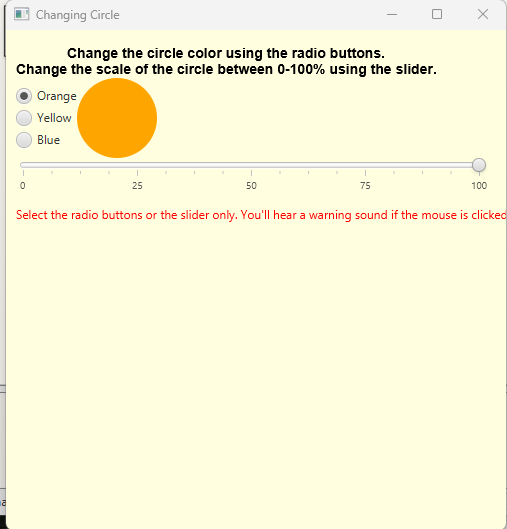 Changing Circle
Change the circle color using the radio buttons.
Change the scale of the circle between 0-100% using the slider.
Orange
Yellow
Blue
0 25 50 75 100
Select the radio buttons or the slider only. You'll hear a warning sound if the mouse is clicked